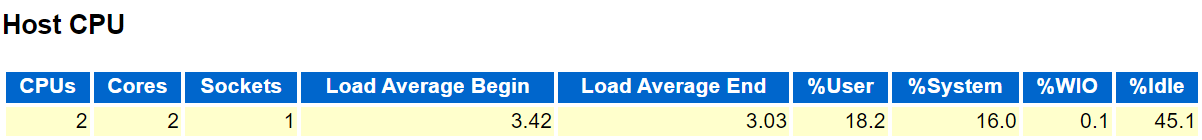 Host CPU
CPUs Cores Sockets Load Average Begin Load Average End %User %System %WIO %Idle
2 2 1 3.42 3.03 18.2 16.0 0.1 45.1